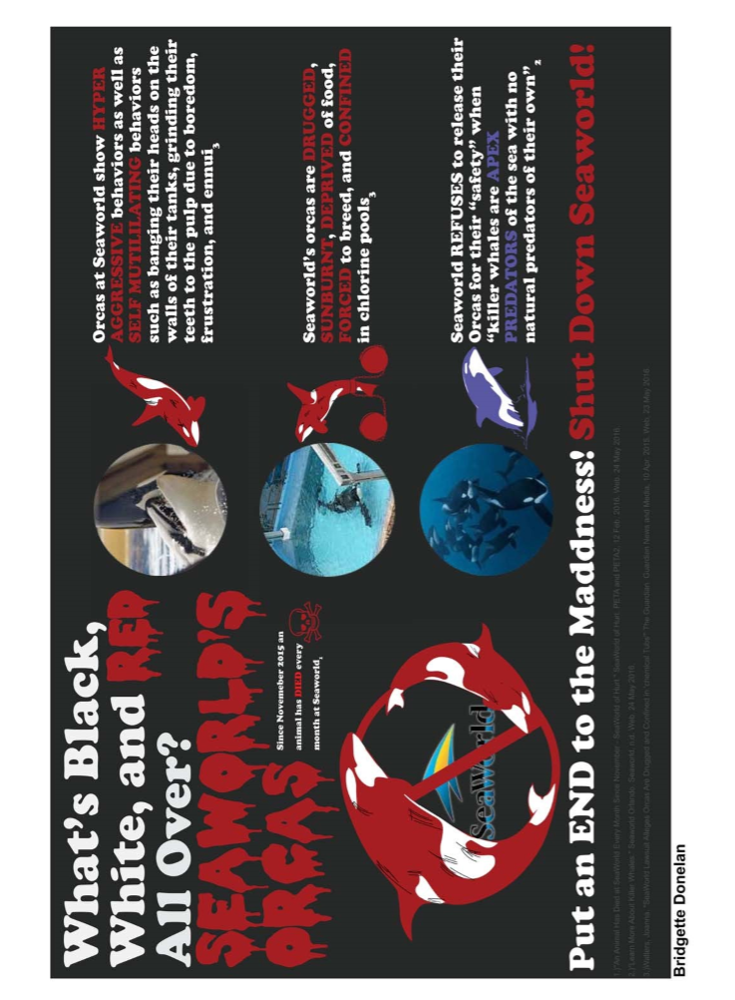 What's Black,
White, and RED
All Over?
SEAWORLD'S
ORCAS
Since Novemeber 2015 an
animal has DIED every
month at Seaworld,1
SeaWorld
Orcas at Seaworld show HYPER
AGGRESSIVE behaviors as well as
SELF MUTILILATING behaviors
such as banging their heads on the
walls of their tanks, grinding their
teeth to the pulp due to boredom,
frustration, and ennui3
Seaworld's orcas are DRUGGED,
SUNBURNT, DEPRIVED of food,
FORCED to breed, and CONFINED
in chlorine pools3
Seaworld REFUSES to release their
Orcas for their "safety" when
"killer whales are APEX
PREDATORS of the sea with no
natural predators of their own"2
Put an END to the Maddness! Shut Down Seaworld!
1."An Animal Has Died at SeaWorld Every Month Since November - SeaWorld of Hurt." SeaWorld of Hurt. PETA and PETA2, 12 Feb. 2016. Web. 24 May 2016.
2."Learn More About Killer Whales." Seaworld Orlando. Seaworld, n.d. Web. 24 May 2016.
3.Walters, Joanna. "SeaWorld Lawsuit Alleges Orcas Are Drugged and Confined in The Guardian. Guardian News and Media, 10 Apr. 2015. Web. 23 May 2016.
Bridgette Donelan